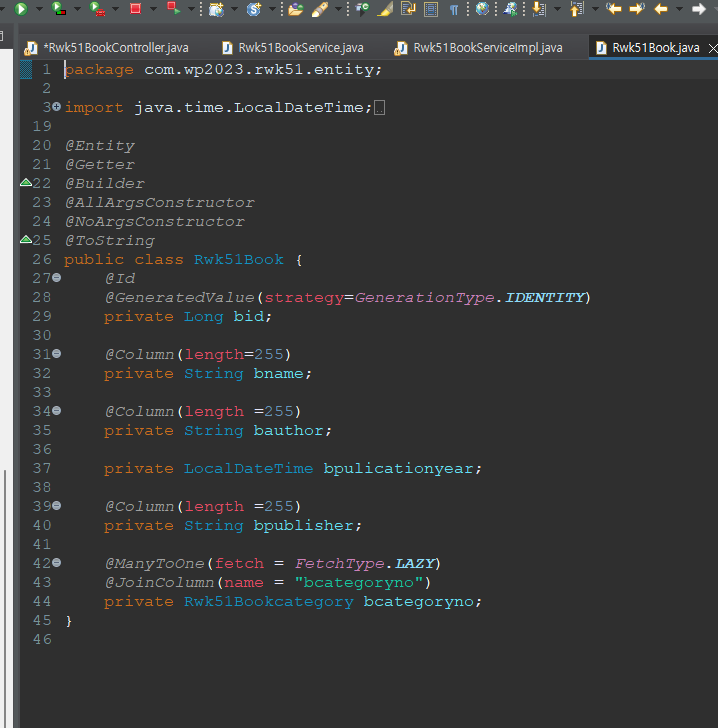 *Rwk51BookController.java Rwk51BookService.java Rwk51BookServiceImpl.java Rwk51Book.java
1 package com.wp2023.rwk51.entity;
2
3 import java.time.LocalDateTime;
19
20 @Entity
21 @Getter
22 @Builder
23 @AllArgsConstructor
24 @NoArgsConstructor
25 @ToString
26 public class Rwk51Book {
27 @Id
28 @GeneratedValue(strategy=GenerationType.IDENTITY)
29 private Long bid;
30
31 @Column(length=255)
32 private String bname;
33
34 @Column(length =255)
35 private String bauthor;
36
37 private LocalDateTime bpulicationyear;
38
39 @Column(length =255)
40 private String bpublisher;
41
42 @ManyToOne(fetch = FetchType.LAZY)
43 @JoinColumn(name = "bcategoryno")
44 private Rwk51Bookcategory bcategoryno;
45 }
46